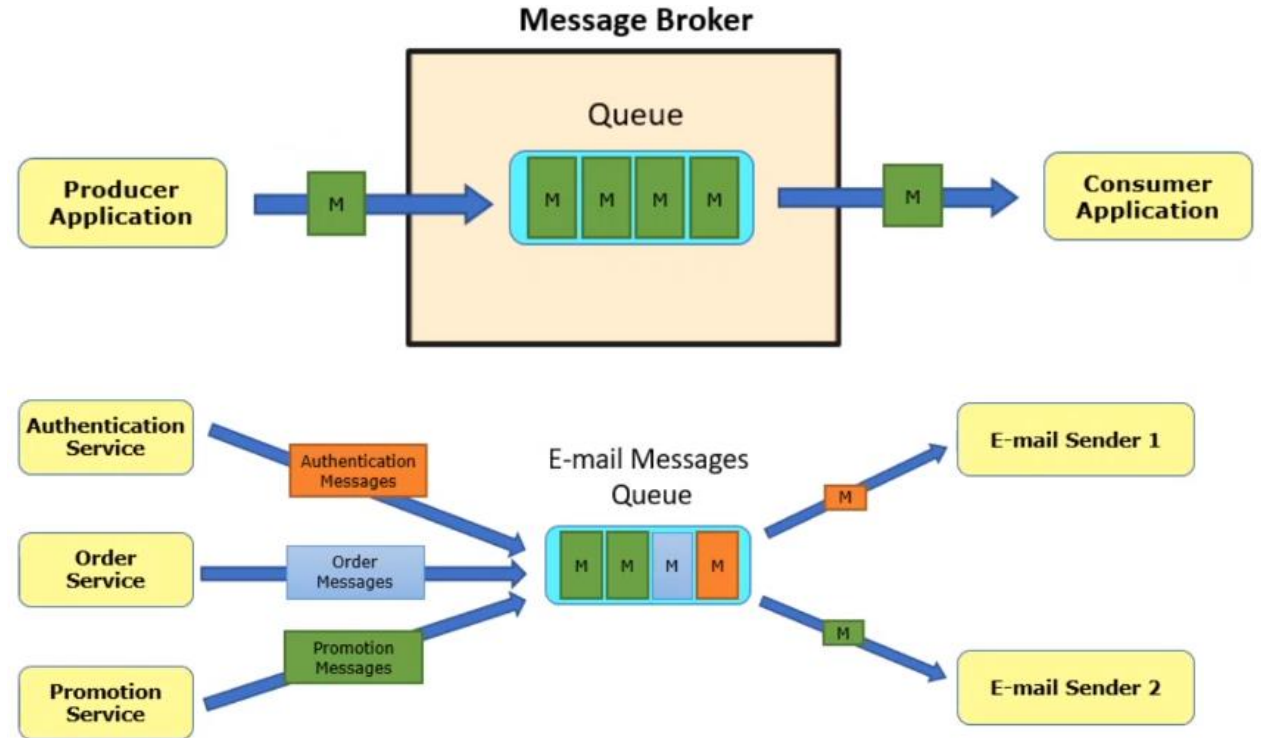 Message Broker
Queue
Producer
Application
M
M
M
M
M
M
Consumer
Application
Authentication
Service
Authentication
Messages
E-mail Messages
Queue
E-mail Sender 1
M
Order
Service
Order
Messages
M
M
M
M
Promotion
Service
Promotion
Messages
M
E-mail Sender 2